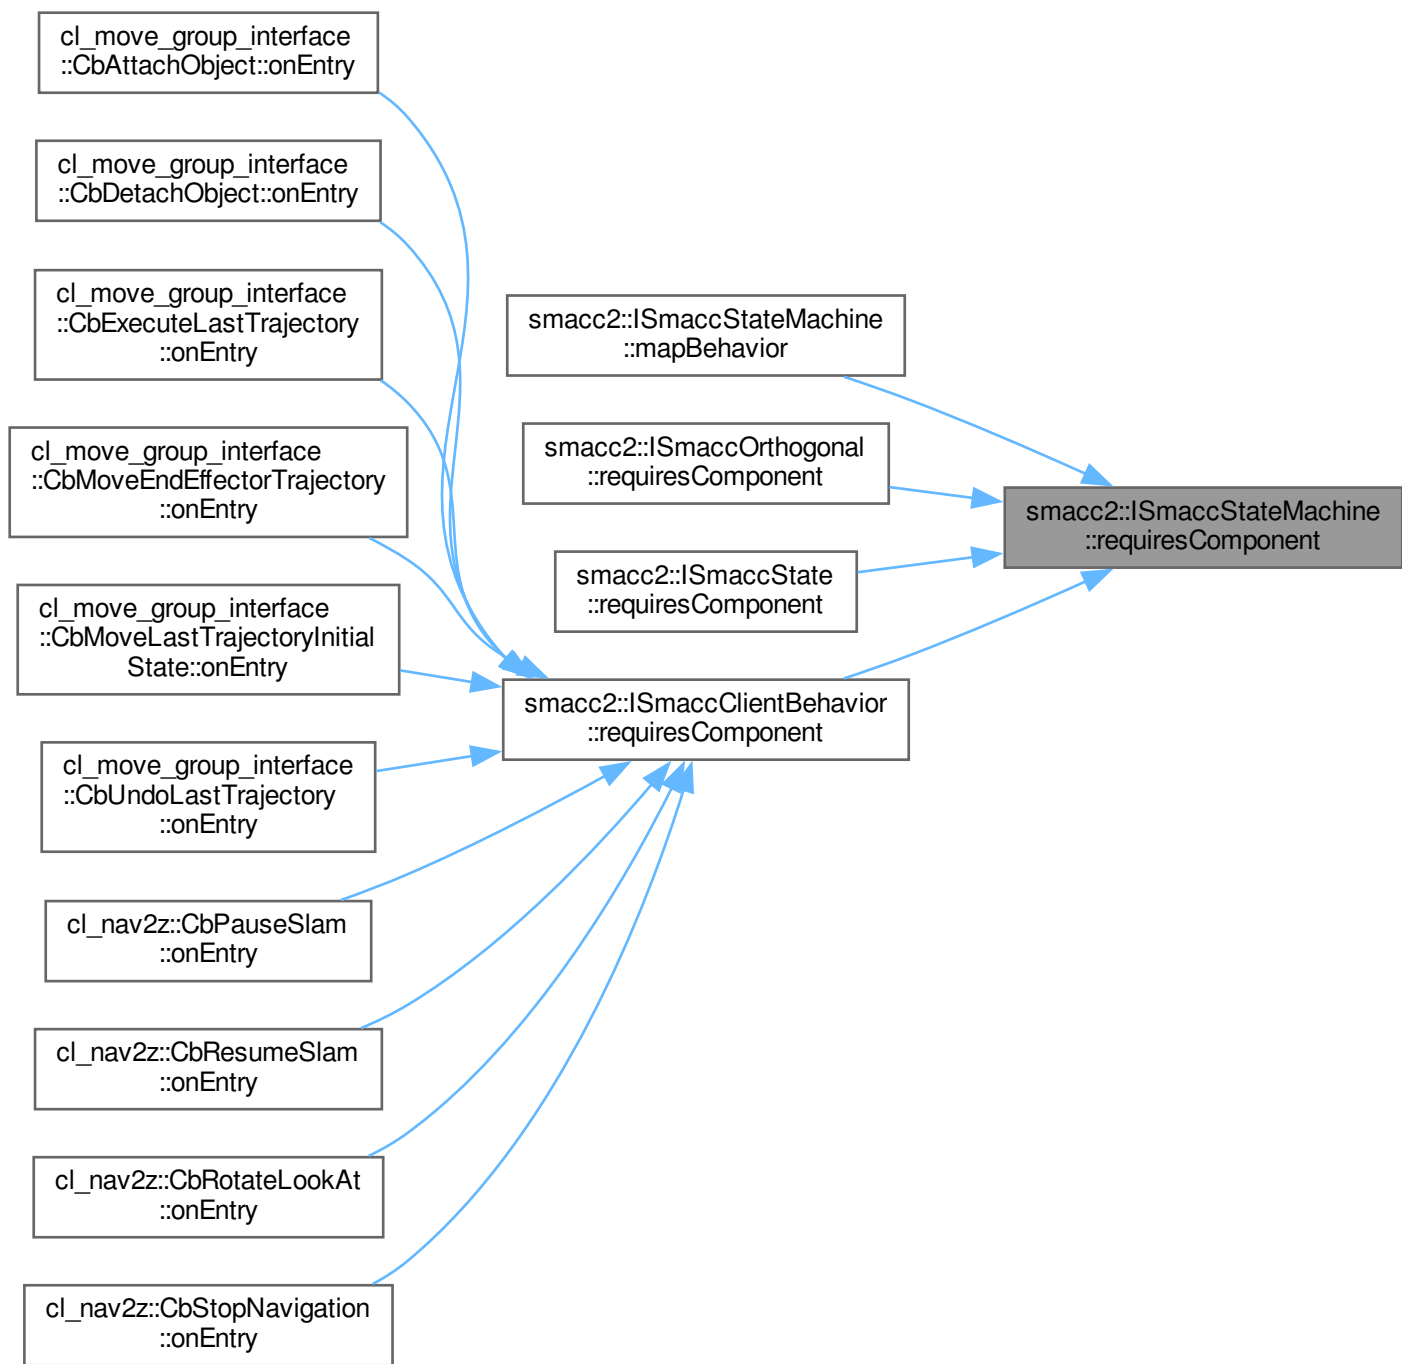 cl_move_group_interface
::CbAttachObject::onEntry
cl_move_group_interface
::CbDetachObject::onEntry
cl_move_group_interface
::CbExecuteLastTrajectory
::onEntry
cl_move_group_interface
::CbMoveEndEffectorTrajectory
::onEntry
cl_move_group_interface
::CbMoveLastTrajectoryInitial
State::onEntry
cl_move_group_interface
::CbUndoLastTrajectory
::onEntry
cl_nav2z::CbPauseSlam
::onEntry
cl_nav2z::CbResumeSlam
::onEntry
cl_nav2z::CbRotateLookAt
::onEntry
cl_nav2z::CbStopNavigation
::onEntry
smacc2::ISmaccStateMachine
::mapBehavior
smacc2::ISmaccOrthogonal
::requiresComponent
smacc2::ISmaccState
::requiresComponent
smacc2::ISmaccClientBehavior
::requiresComponent
smacc2::ISmaccStateMachine
::requiresComponent